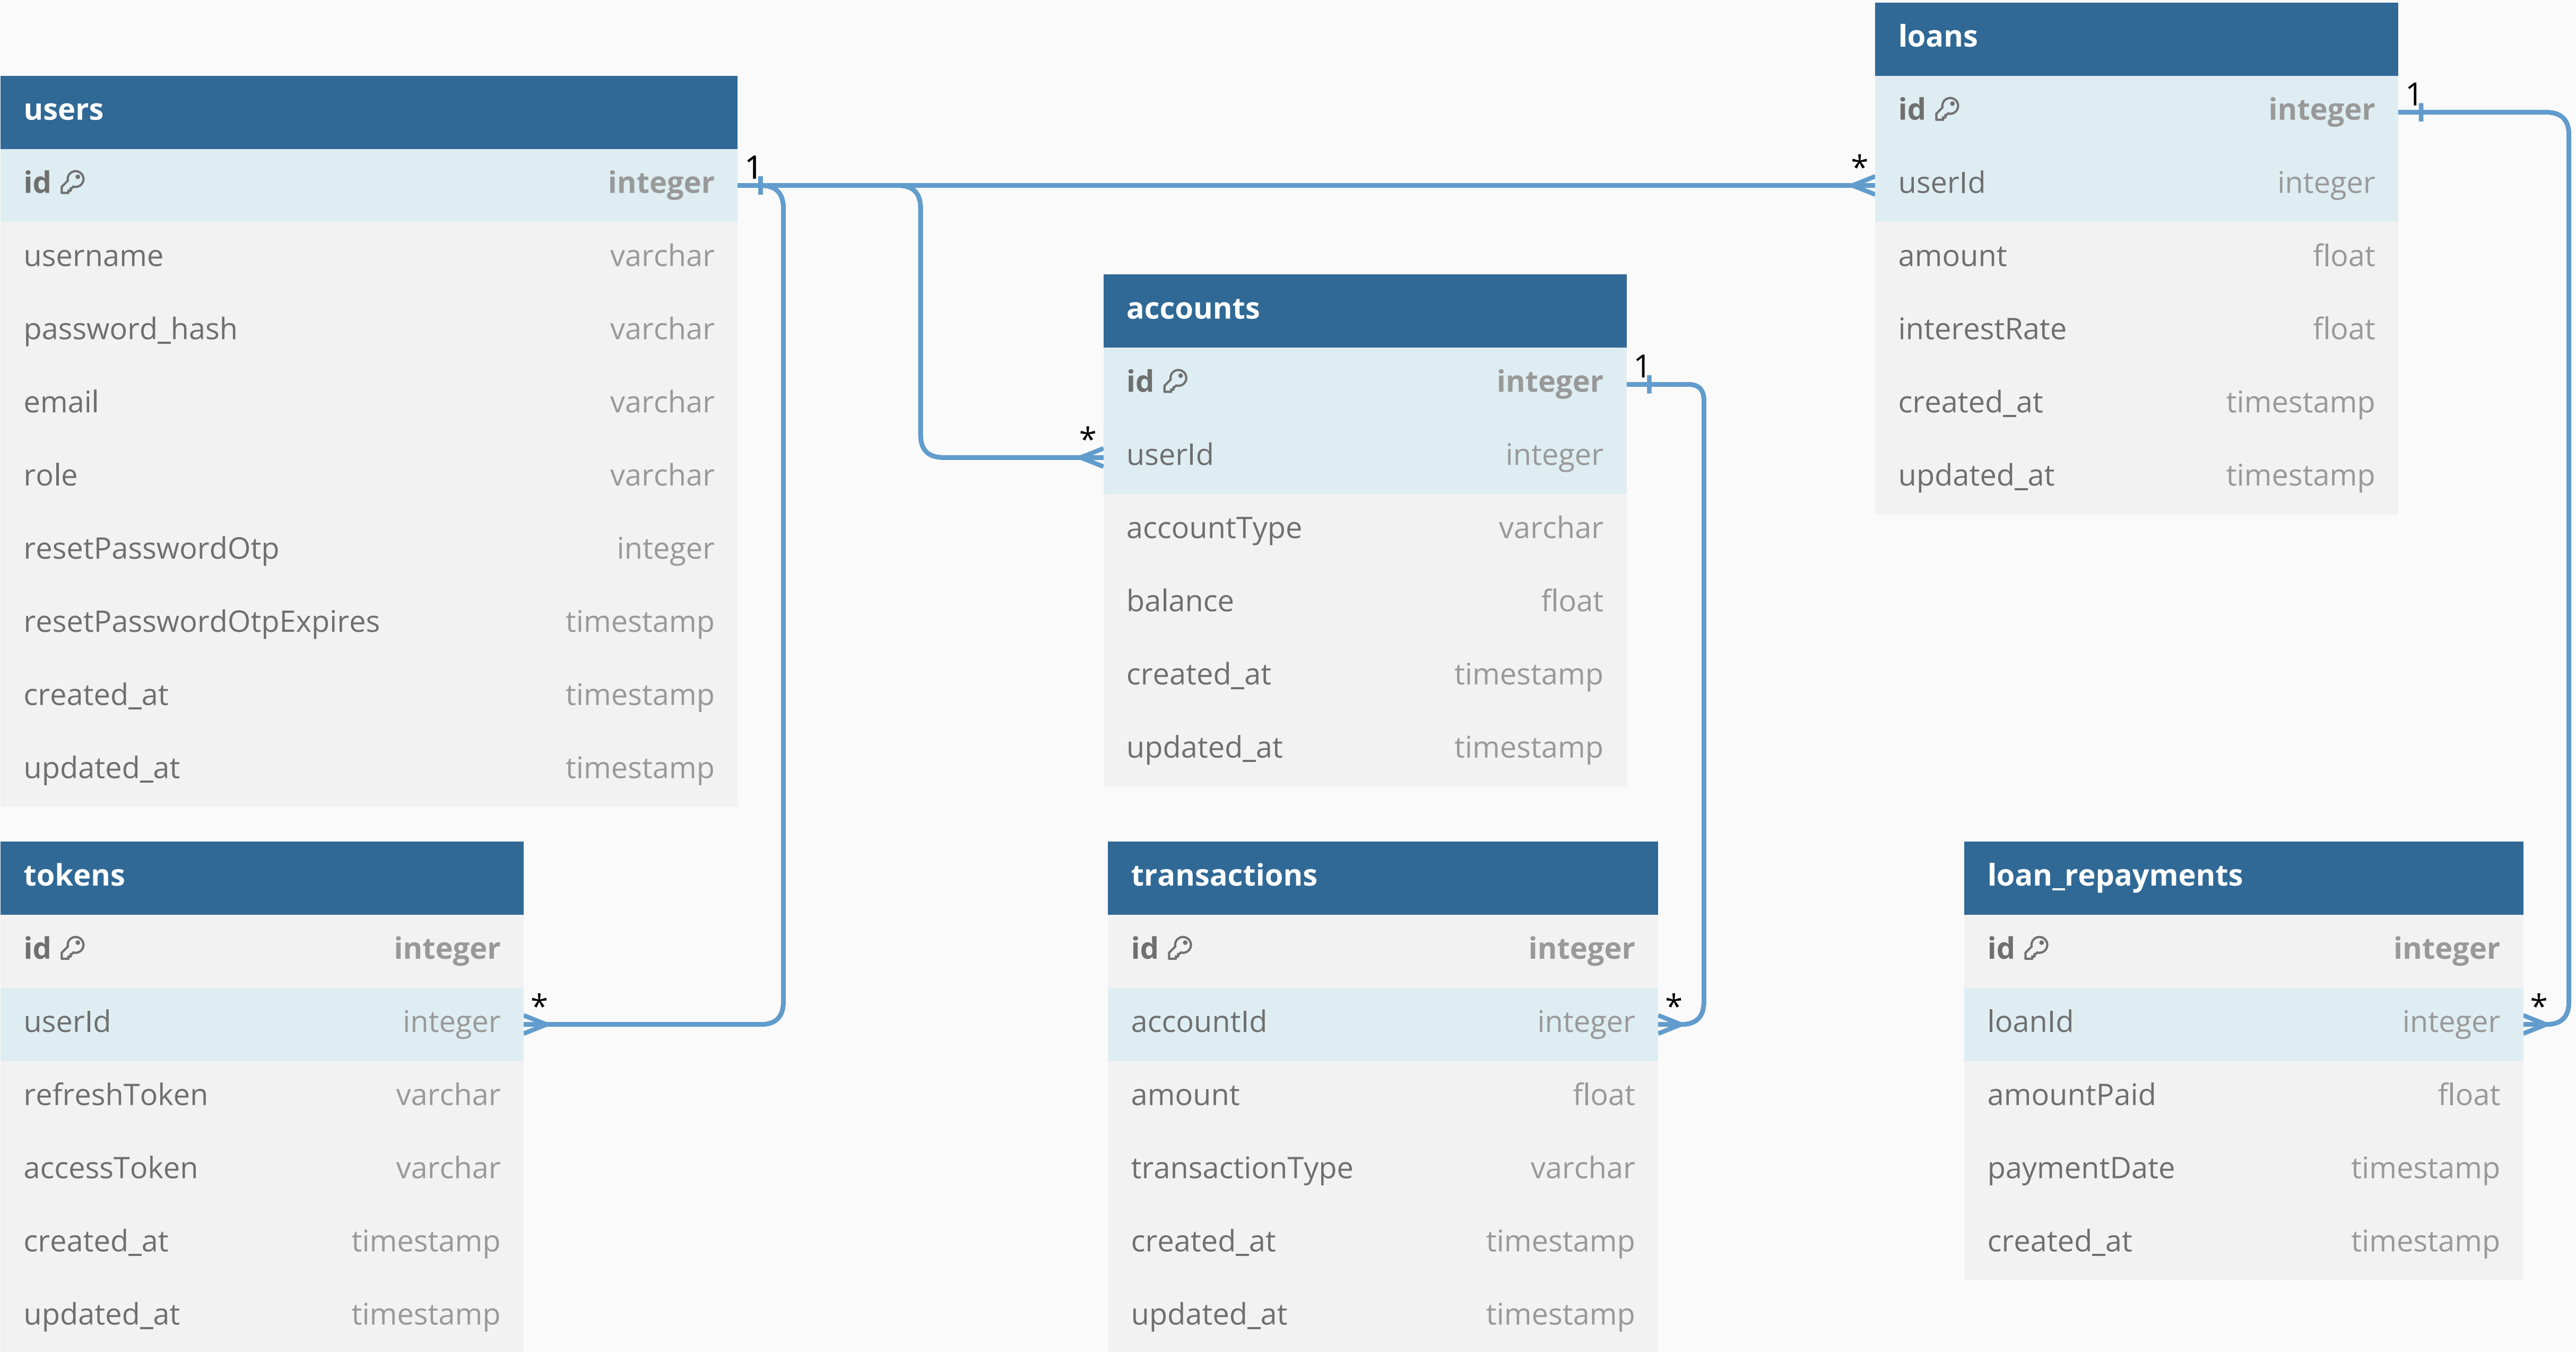 users
id integer
username varchar
password_hash varchar
email varchar
role varchar
resetPasswordOtp integer
resetPasswordOtpExpires timestamp
created_at timestamp
updated_at timestamp
1
tokens
id integer
userId integer
refreshToken varchar
accessToken varchar
created_at timestamp
updated_at timestamp
*
accounts
id integer
userId integer
accountType varchar
balance float
created_at timestamp
updated_at timestamp
*
1
transactions
id integer
accountId integer
amount float
transactionType varchar
created_at timestamp
updated_at timestamp
*
loans
id integer
userId integer
amount float
interestRate float
created_at timestamp
updated_at timestamp
*
1
loan_repayments
id integer
loanId integer
amountPaid float
paymentDate timestamp
created_at timestamp
*